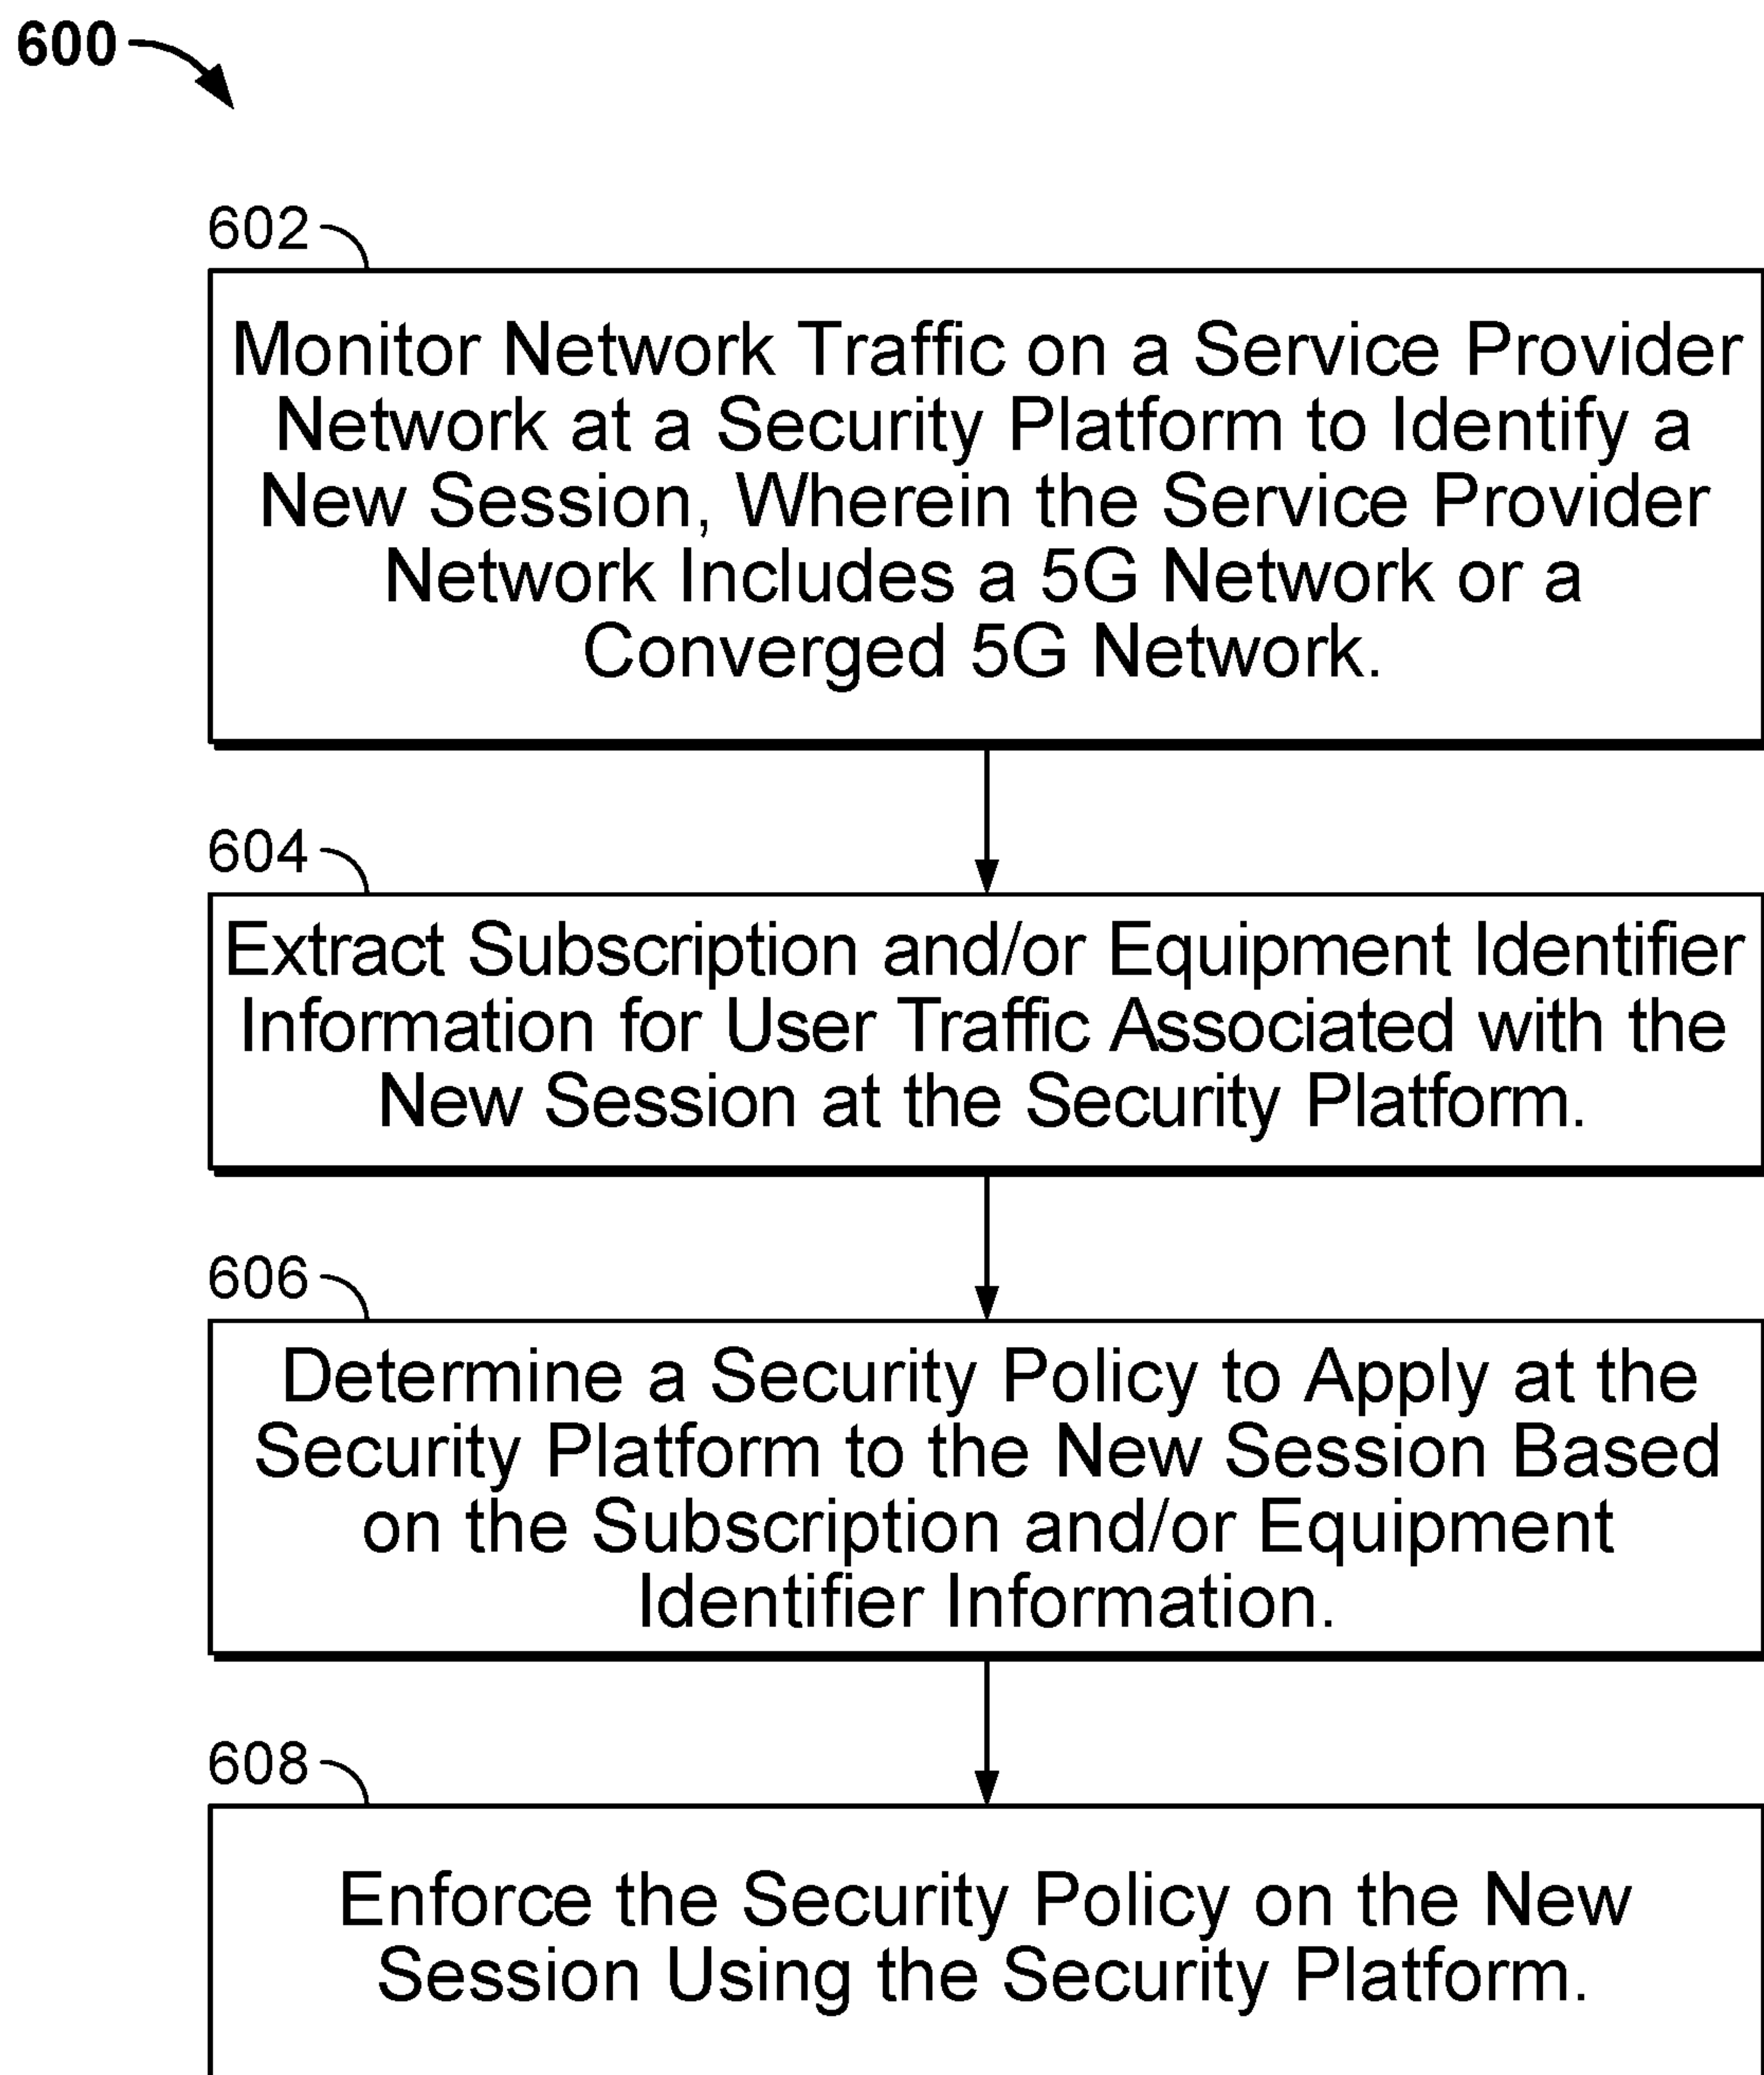 600
602
Monitor Network Traffic on a Service Provider
Network at a Security Platform to Identify a
New Session, Wherein the Service Provider
Network Includes a 5G Network or a
Converged 5G Network.
604
Extract Subscription and/or Equipment Identifier
Information for User Traffic Associated with the
New Session at the Security Platform.
606
Determine a Security Policy to Apply at the
Security Platform to the New Session Based
on the Subscription and/or Equipment
Identifier Information.
608
Enforce the Security Policy on the New
Session Using the Security Platform.